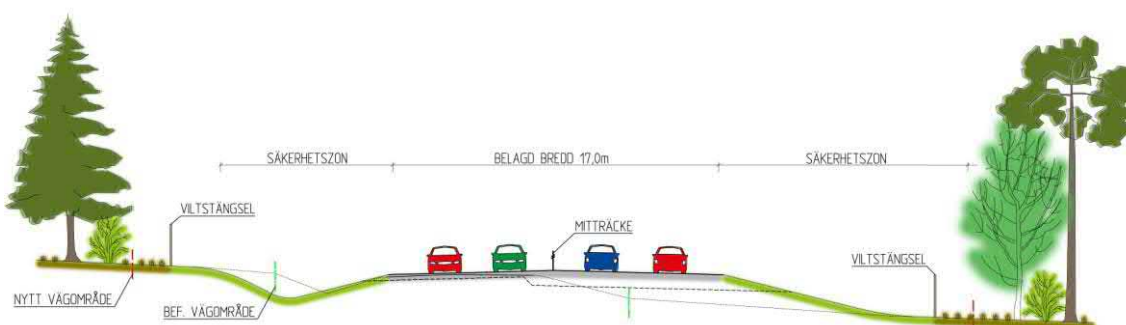 SÄKERHETSZON
BELAGD BREDD 17,0m
SÄKERHETSZON
VILTSTÄNGSEL
MITTRÄCKE
VILTSTÄNGSEL
NYTT VÄGOMRÅDE
BEF. VÄGOMRÅDE